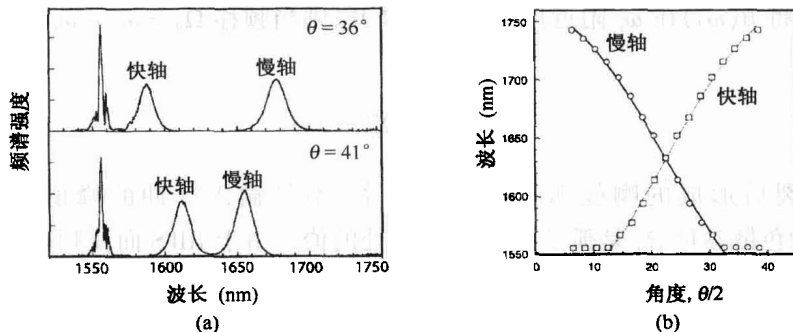 频谱强度
θ=36°
快轴
慢轴
θ=41°
快轴
慢轴
1550 1600 1650 1700 1750
波长 (nm)
(a)
波长 (nm)
1750
1700
1650
1600
1550
慢轴
快轴
0 10 20 30 40
角度, θ/2
(b)